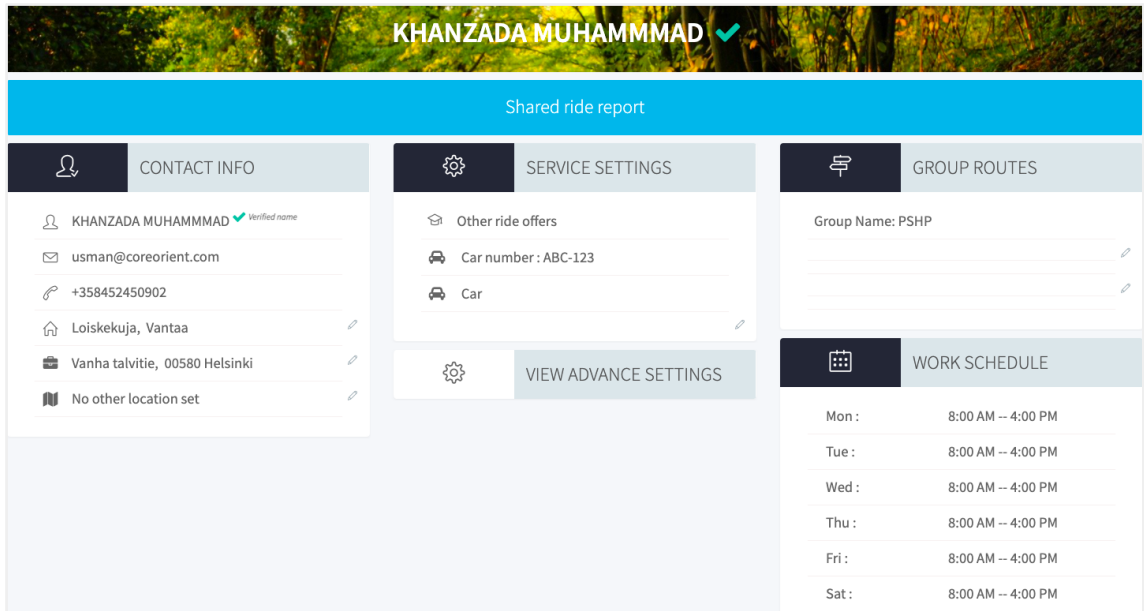 KHANZADA MUHAMMMAD
Shared ride report
CONTACT INFO
KHANZADA MUHAMMMAD Verified name
usman@coreorient.com
+358452450902
Loiskekuja, Vantaa
Vanha talvitie, 00580 Helsinki
No other location set
SERVICE SETTINGS
Other ride offers
Car number : ABC-123
Car
VIEW ADVANCE SETTINGS
GROUP ROUTES
Group Name: PSHP
WORK SCHEDULE
Mon : 8:00 AM -- 4:00 PM
Tue : 8:00 AM -- 4:00 PM
Wed : 8:00 AM -- 4:00 PM
Thu : 8:00 AM -- 4:00 PM
Fri : 8:00 AM -- 4:00 PM
Sat : 8:00 AM -- 4:00 PM